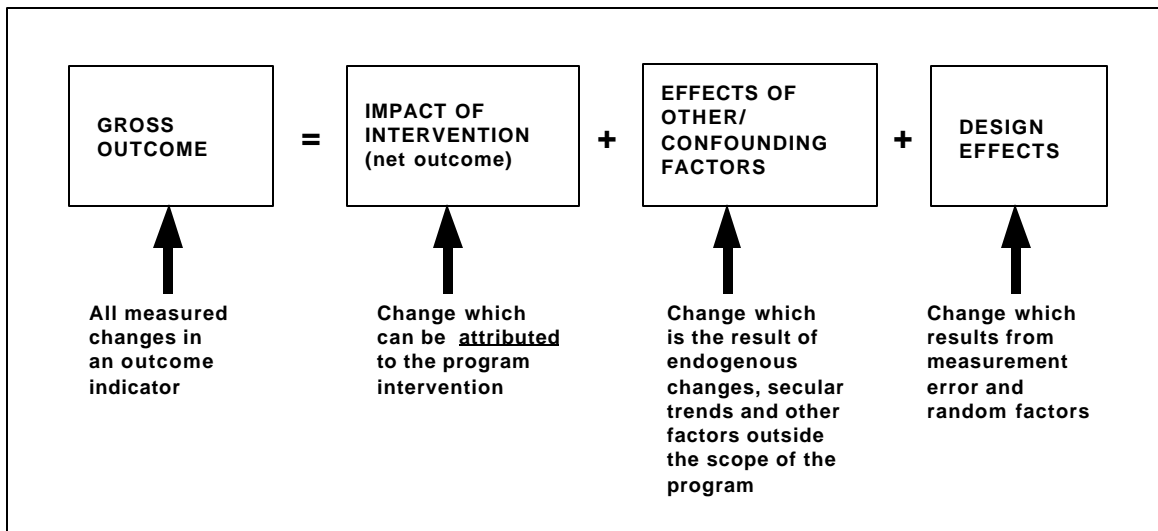 GROSS
OUTCOME
=
IMPACT OF
INTERVENTION
(net outcome)
+
EFFECTS OF
OTHER/
CONFOUNDING
FACTORS
+
DESIGN
EFFECTS
All measured
changes in
an outcome
indicator
Change which
can be attributed
to the program
intervention
Change which
is the result of
endogenous
changes, secular
trends and other
factors outside
the scope of the
program
Change which
results from
measurement
error and
random factors